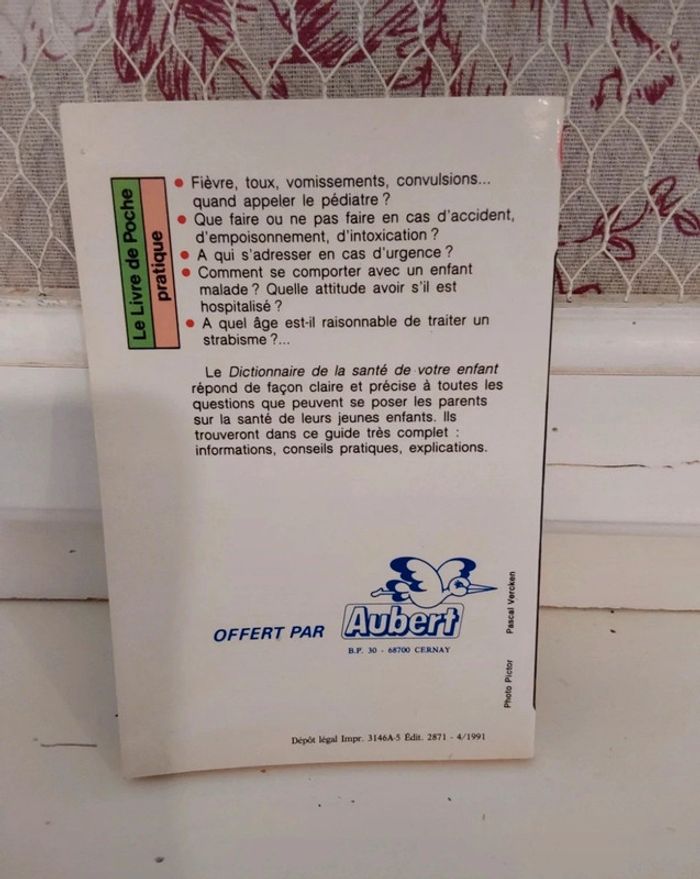 Le Livre de Poche
pratique
• Fièvre, toux, vomissements, convulsions...
quand appeler le pédiatre ?
• Que faire ou ne pas faire en cas d'accident,
d'empoisonnement, d'intoxication ?
• A qui s'adresser en cas d'urgence ?
• Comment se comporter avec un enfant
malade ? Quelle attitude avoir s'il est
hospitalisé ?
• A quel âge est-il raisonnable de traiter un
strabisme ?...
Le Dictionnaire de la santé de votre enfant
répond de façon claire et précise à toutes les
questions que peuvent se poser les parents
sur la santé de leurs jeunes enfants. Ils
trouveront dans ce guide très complet :
informations, conseils pratiques, explications.
OFFERT PAR Aubert
B.P. 30 - 68700 CERNAY
Photo Pictor Pascal Vercken
Dépôt légal Impr. 3146A-5 Édit. 2871 - 4/1991